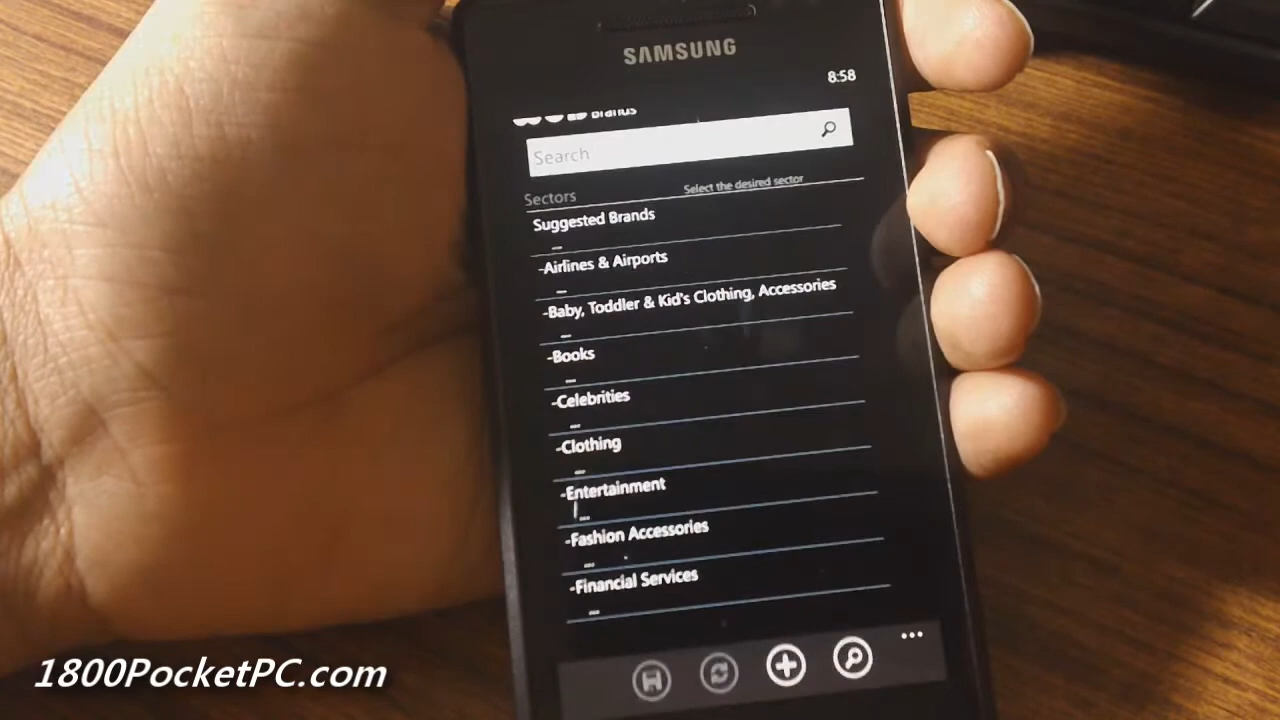 SAMSUNG
8:58
Brands
Search
Sectors
Select the desired sector
Suggested Brands
...
-Airlines & Airports
...
-Baby, Toddler & Kid's Clothing, Accessories
...
-Books
...
-Celebrities
...
-Clothing
...
-Entertainment
...
-Fashion Accessories
...
-Financial Services
...
...
1800PocketPC.com